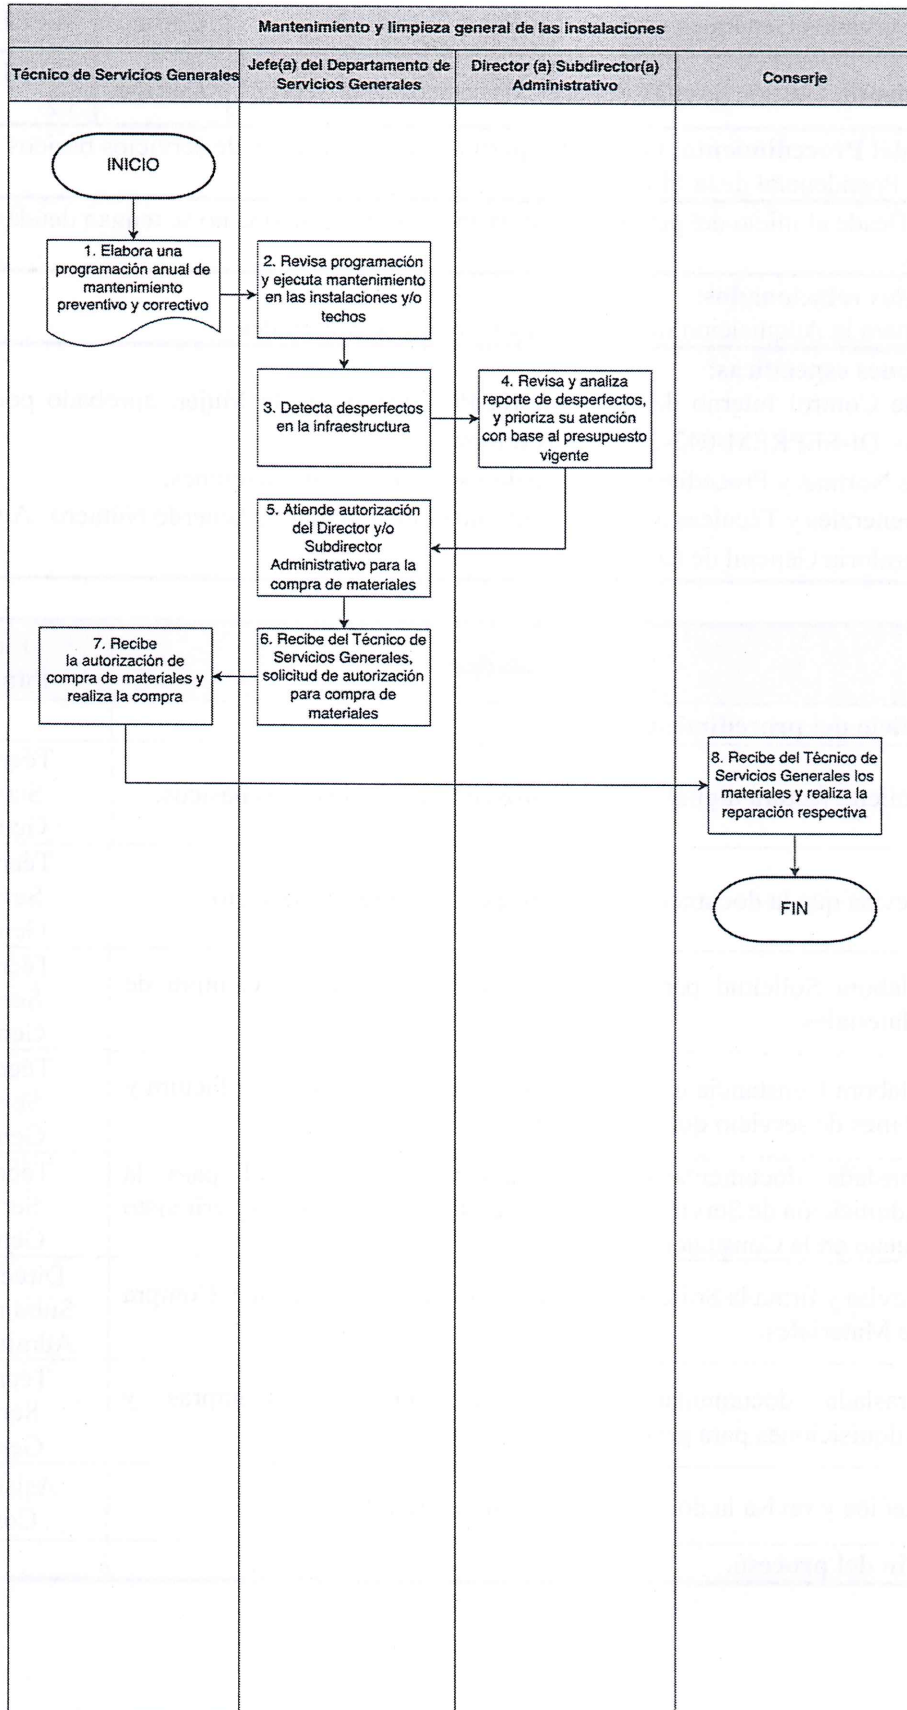 Mantenimiento y limpieza general de las instalaciones
Técnico de Servicios Generales
Jefe(a) del Departamento de
Servicios Generales
Director (a) Subdirector(a)
Administrativo
Conserje
INICIO
1. Elabora una
programación anual de
mantenimiento
preventivo y correctivo
2. Revisa programación
y ejecuta mantenimiento
en las instalaciones y/o
techos
3. Detecta desperfectos
en la infraestructura
4. Revisa y analiza
reporte de desperfectos,
y prioriza su atención
con base al presupuesto
vigente
5. Atiende autorización
del Director y/o
Subdirector
Administrativo para la
compra de materiales
6. Recibe del Técnico de
Servicios Generales,
solicitud de autorización
para compra de
materiales
7. Recibe
la autorización de
compra de materiales y
realiza la compra
8. Recibe del Técnico de
Servicios Generales los
materiales y realiza la
reparación respectiva
FIN